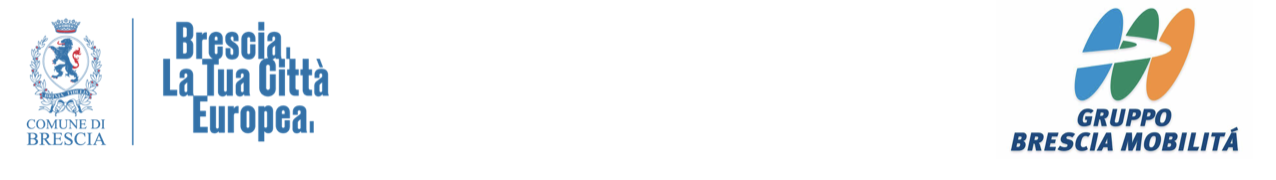 COMUNE DI
BRESCIA
Brescia.
La Tua Città
Europea.
GRUPPO
BRESCIA MOBILITÁ